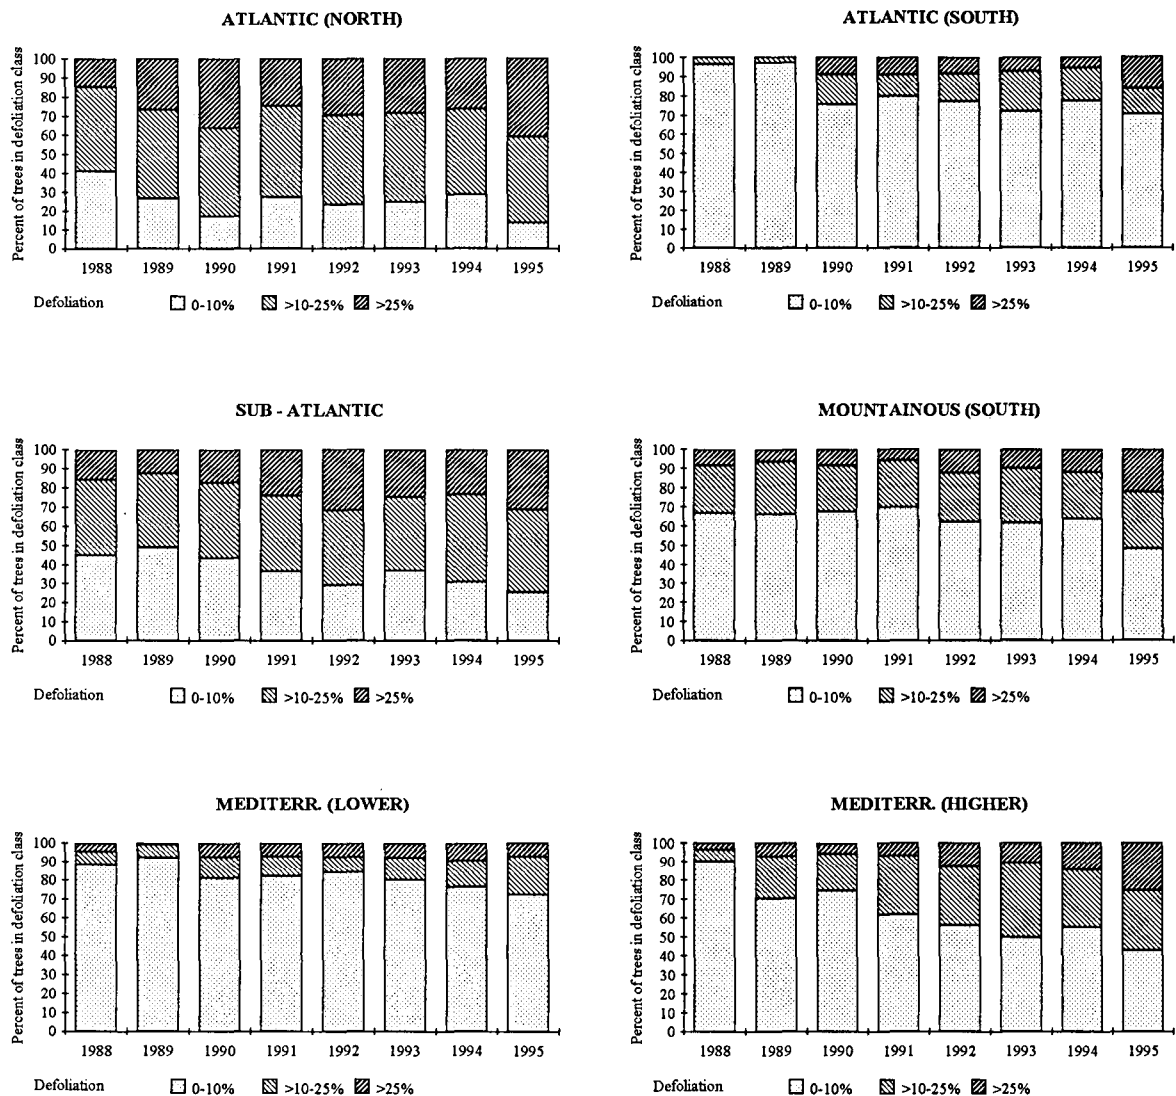 ATLANTIC (NORTH)
Percent of trees in defoliation class
100
90
80
70
60
50
40
30
20
10
0
1988 1989 1990 1991 1992 1993 1994 1995
Defoliation 0-10% >10-25% >25%
ATLANTIC (SOUTH)
Percent of trees in defoliation class
100
90
80
70
60
50
40
30
20
10
0
1988 1989 1990 1991 1992 1993 1994 1995
Defoliation 0-10% >10-25% >25%
SUB - ATLANTIC
Percent of trees in defoliation class
100
90
80
70
60
50
40
30
20
10
0
1988 1989 1990 1991 1992 1993 1994 1995
Defoliation 0-10% >10-25% >25%
MOUNTAINOUS (SOUTH)
Percent of trees in defoliation class
100
90
80
70
60
50
40
30
20
10
0
1988 1989 1990 1991 1992 1993 1994 1995
Defoliation 0-10% >10-25% >25%
MEDITERR. (LOWER)
Percent of trees in defoliation class
100
90
80
70
60
50
40
30
20
10
0
1988 1989 1990 1991 1992 1993 1994 1995
Defoliation 0-10% >10-25% >25%
MEDITERR. (HIGHER)
Percent of trees in defoliation class
100
90
80
70
60
50
40
30
20
10
0
1988 1989 1990 1991 1992 1993 1994 1995
Defoliation 0-10% >10-25% >25%